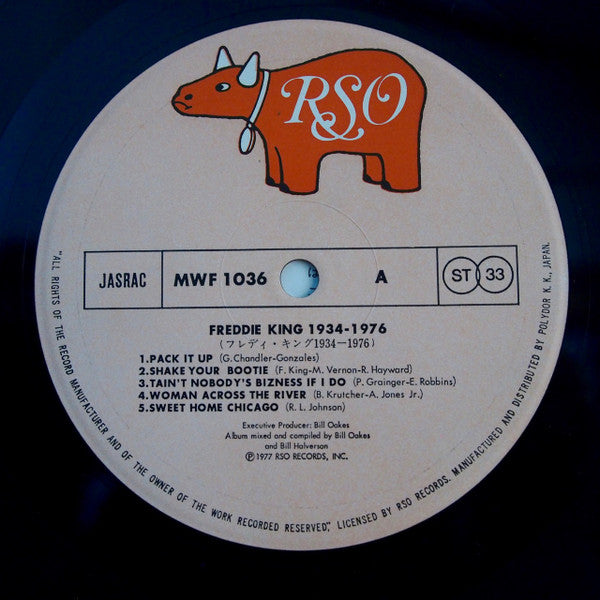 RSO
JASRAC MWF 1036 A ST 33
FREDDIE KING 1934-1976
(フレディ・キング1934—1976)
1.PACK IT UP (G.Chandler-Gonzales)
2.SHAKE YOUR BOOTIE (F. King-M. Vernon-R. Hayward)
3.TAIN'T NOBODY'S BIZNESS IF I DO (P. Grainger-E. Robbins)
4.WOMAN ACROSS THE RIVER (B. Krutcher-A. Jones Jr.)
5.SWEET HOME CHICAGO (R. L. Johnson)
Executive Producer: Bill Oakes
Album mixed and compiled by Bill Oakes
and Bill Halverson
Ⓟ1977 RSO RECORDS, INC.
"ALL RIGHTS OF THE RECORD MANUFACTURER AND OF THE OWNER OF THE WORK RECORDED RESERVED", LICENSED BY RSO RECORDS. MANUFACTURED AND DISTRIBUTED BY POLYDOR K. K., JAPAN.